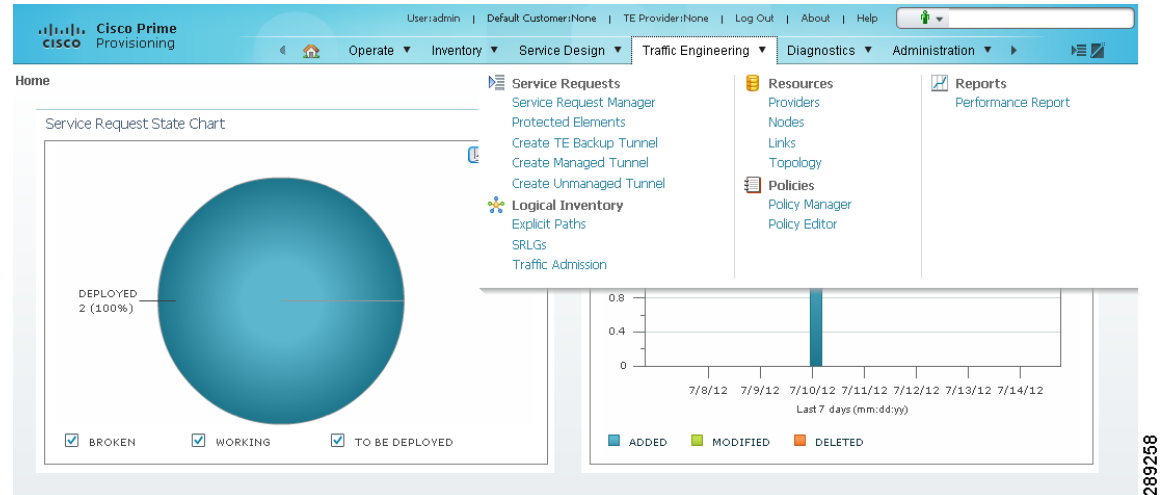 User:admin | Default Customer:None | TE Provider:None | Log Out | About | Help
Cisco Prime
CISCO Provisioning
Operate Inventory Service Design Traffic Engineering Diagnostics Administration
Home
Service Requests
Service Request Manager
Protected Elements
Create TE Backup Tunnel
Create Managed Tunnel
Create Unmanaged Tunnel
Logical Inventory
Explicit Paths
SRLGs
Traffic Admission
Resources
Providers
Nodes
Links
Topology
Policies
Policy Manager
Policy Editor
Reports
Performance Report
Service Request State Chart
DEPLOYED
2 (100%)
BROKEN WORKING TO BE DEPLOYED
0.8
0.4
0
7/8/12 7/9/12 7/10/12 7/11/12 7/12/12 7/13/12 7/14/12
Last 7 days (mm:dd:yy)
ADDED MODIFIED DELETED
289258